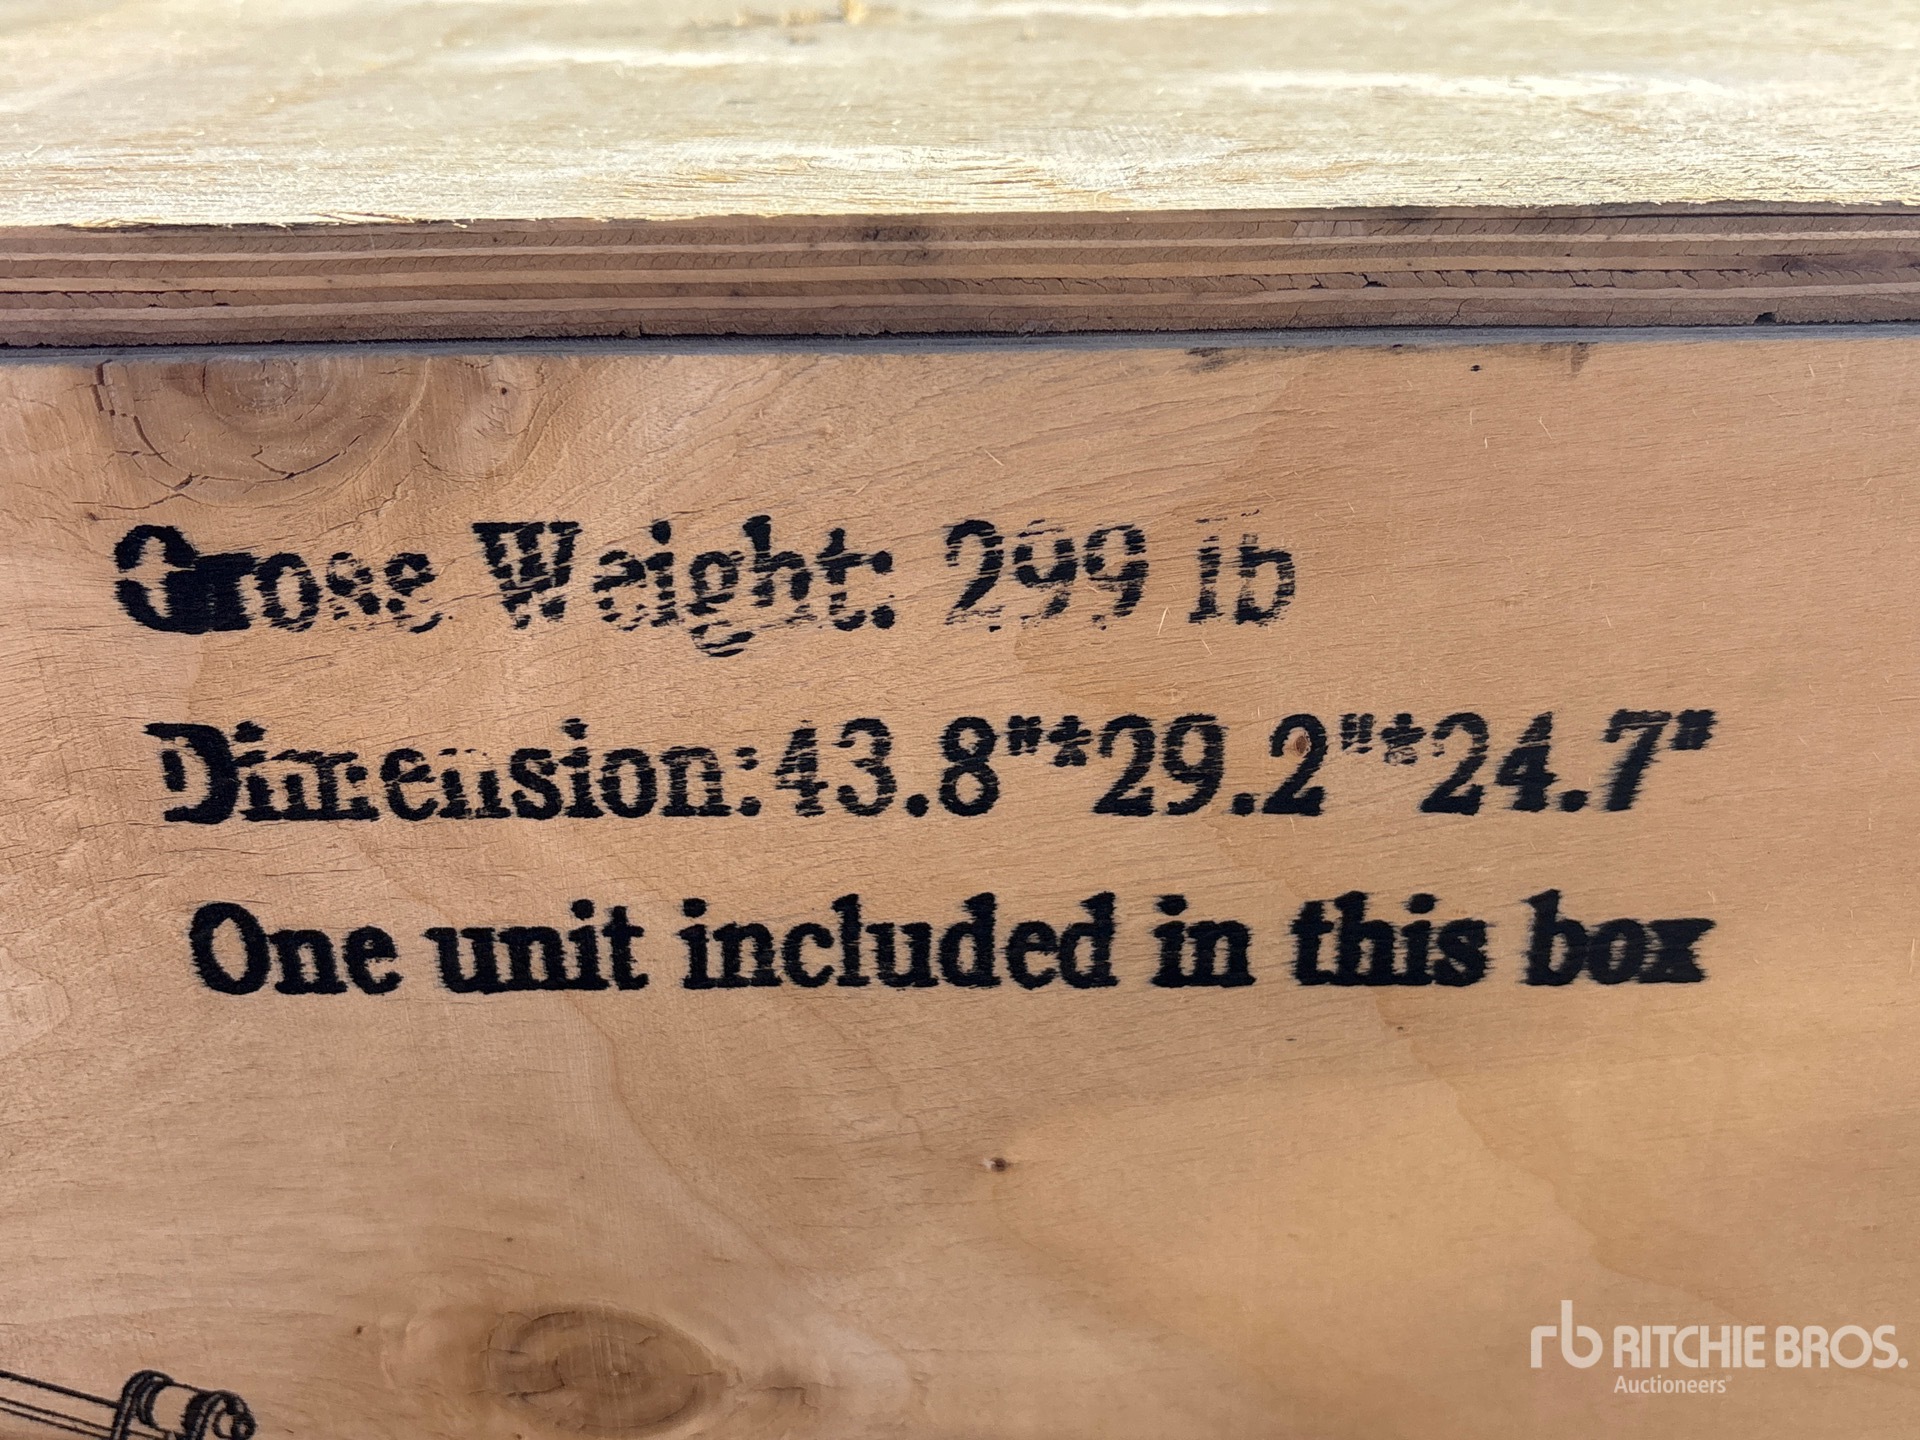 Gross Weight: 299 lb
Dimension:43.8"*29.2"*24.7"
One unit included in this box
rb RITCHIE BROS.
Auctioneers